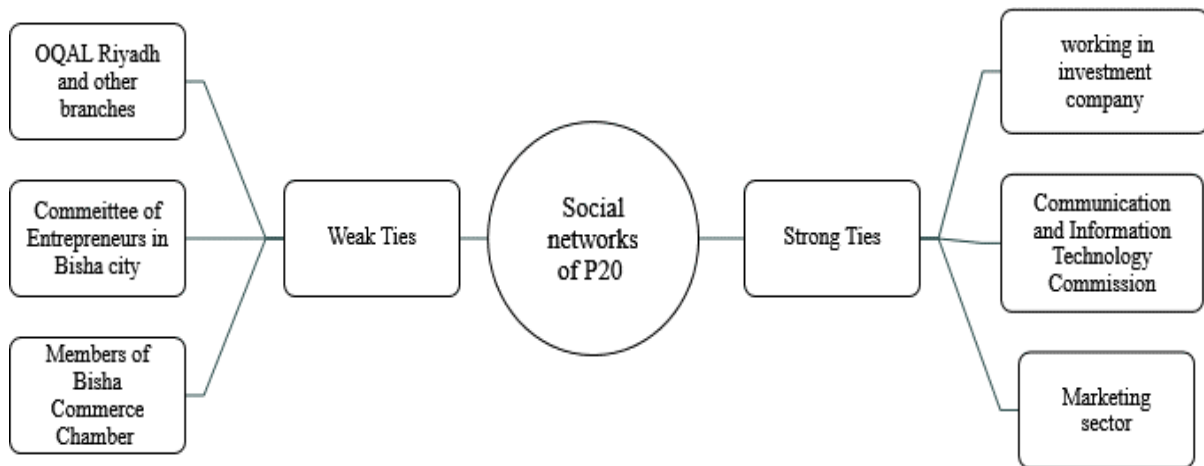 OQAL Riyadh
and other
branches
Commeittee of
Entrepreneurs in
Bisha city
Members of
Bisha
Commerce
Chamber
Weak Ties
Social
networks
of P20
Strong Ties
working in
investment
company
Communication
and Information
Technology
Commission
Marketing
sector